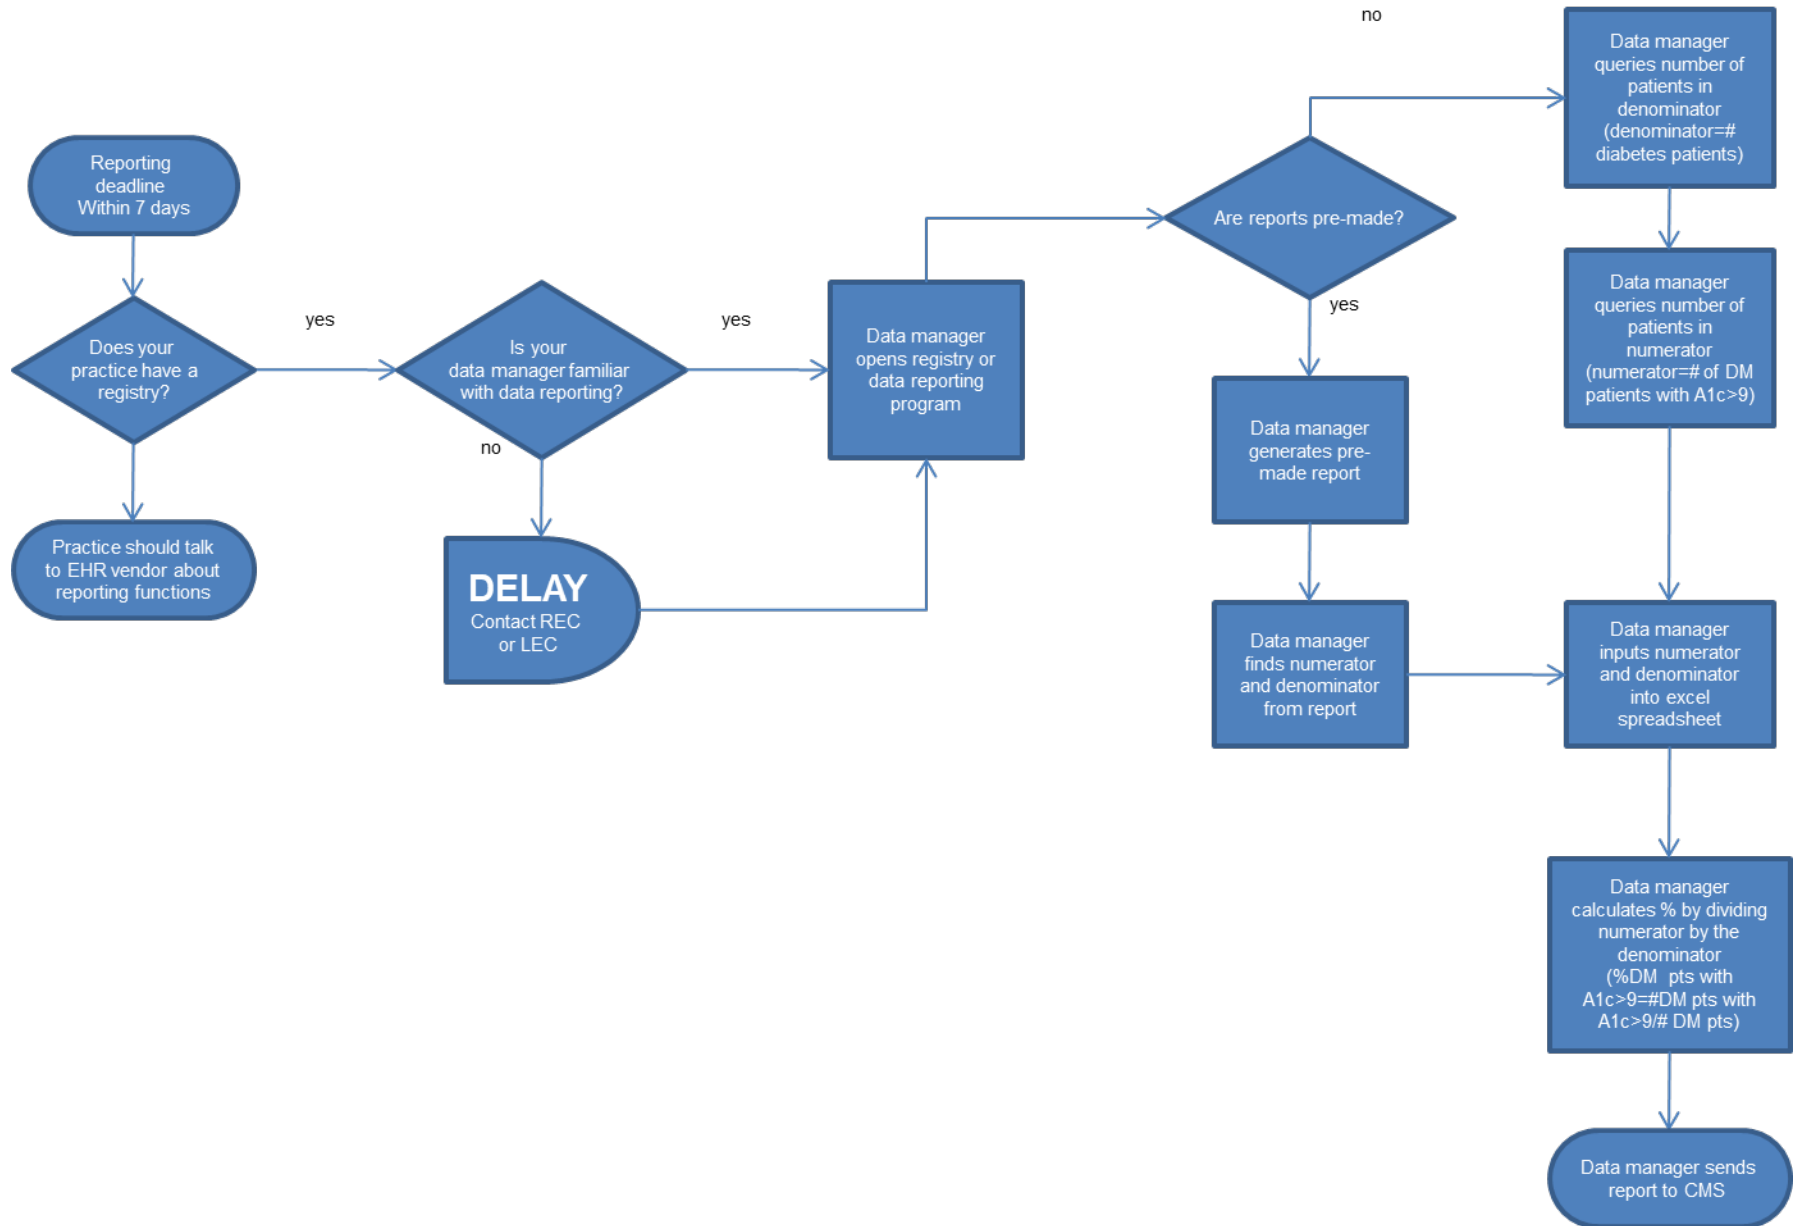 Reporting
deadline
Within 7 days
Does your
practice have a
registry?
yes
Practice should talk
to EHR vendor about
reporting functions
Is your
data manager familiar
with data reporting?
yes
no
DELAY
Contact REC
or LEC
Data manager
opens registry or
data reporting
program
Are reports pre-made?
no
yes
Data manager
generates pre-
made report
Data manager
finds numerator
and denominator
from report
Data manager
queries number of
patients in
denominator
(denominator=#
diabetes patients)
Data manager
queries number of
patients in
numerator
(numerator=# of DM
patients with A1c>9)
Data manager
inputs numerator
and denominator
into excel
spreadsheet
Data manager
calculates % by dividing
numerator by the
denominator
(%DM pts with
A1c>9=#DM pts with
A1c>9/# DM pts)
Data manager sends
report to CMS